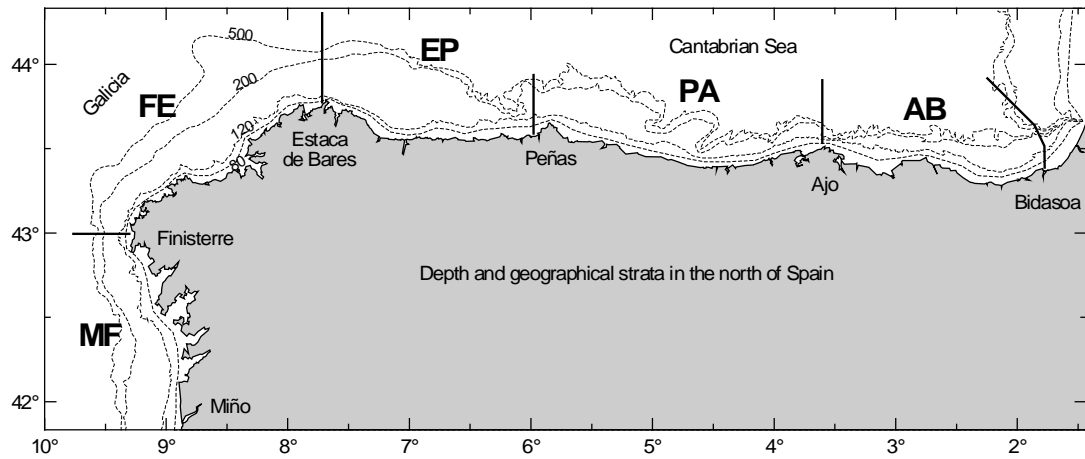 500
EP
Cantabrian Sea
44°
200
Galicia
FE
PA
AB
120
80
Estaca
de Bares
Peñas
Ajo
Bidasoa
43°
Finisterre
Depth and geographical strata in the north of Spain
MF
42°
Miño
10°
9°
8°
7°
6°
5°
4°
3°
2°